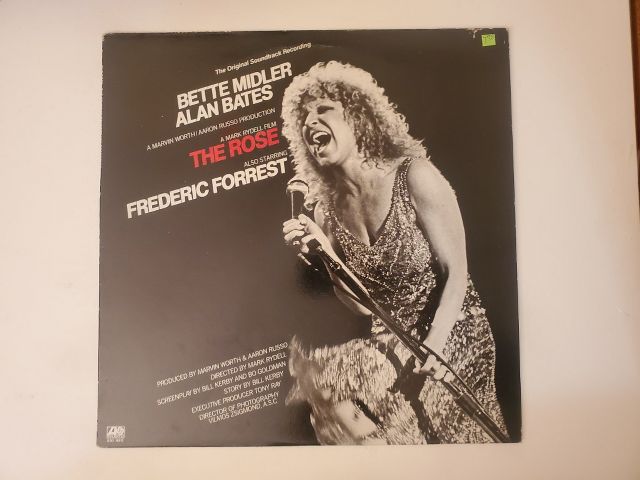 The Original Soundtrack Recording
BETTE MIDLER
ALAN BATES
A MARVIN WORTH/AARON RUSSO PRODUCTION
A MARK RYDELL FILM
THE ROSE
ALSO STARRING
FREDERIC FORREST
PRODUCED BY MARVIN WORTH & AARON RUSSO
DIRECTED BY MARK RYDELL
SCREENPLAY BY BILL KERBY AND BO GOLDMAN
STORY BY BILL KERBY
EXECUTIVE PRODUCER TONY RAY
DIRECTOR OF PHOTOGRAPHY
VILMOS ZSIGMOND, A.S.C.